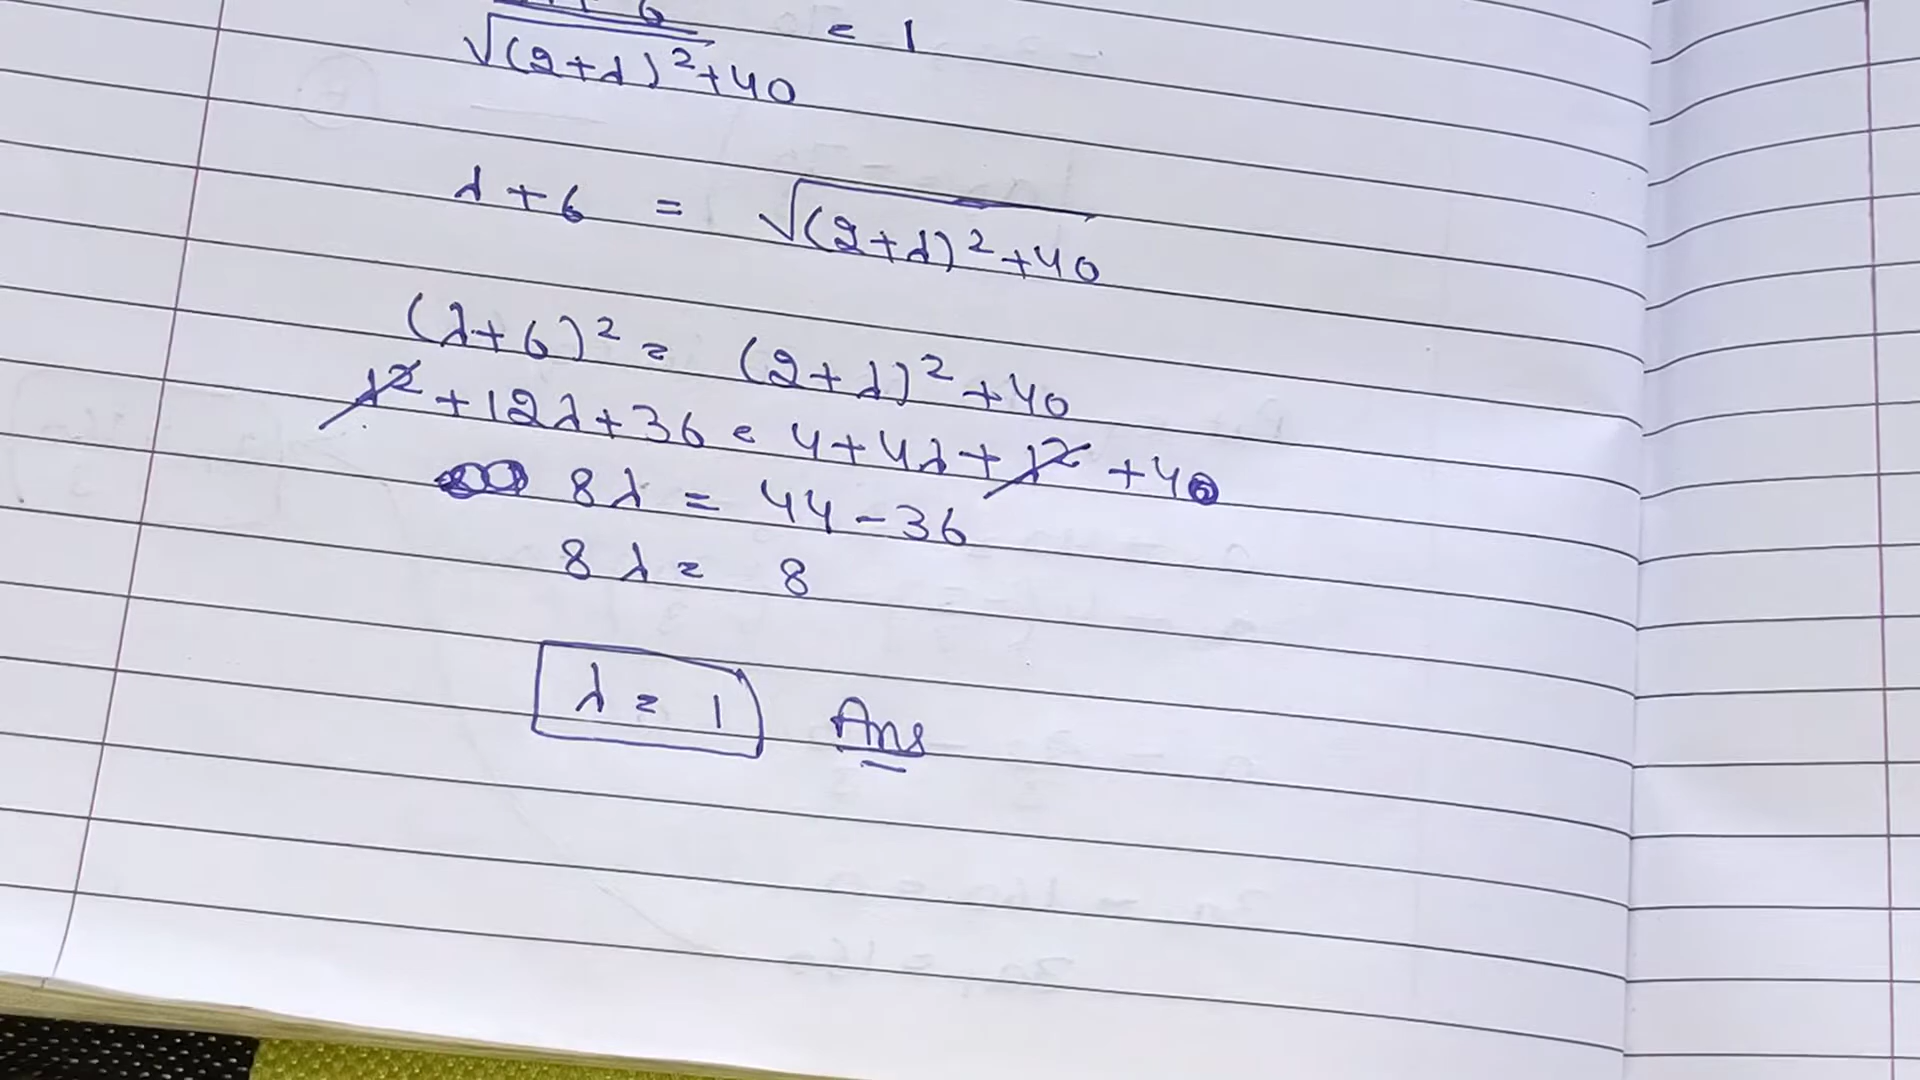 6 = 1
√(2+λ)²+40
λ+6 = √(2+λ)²+40
(λ+6)² = (2+λ)²+40
λ²+12λ+36 = 4+4λ+λ²+40
8λ = 44-36
8λ = 8
λ = 1 Ans